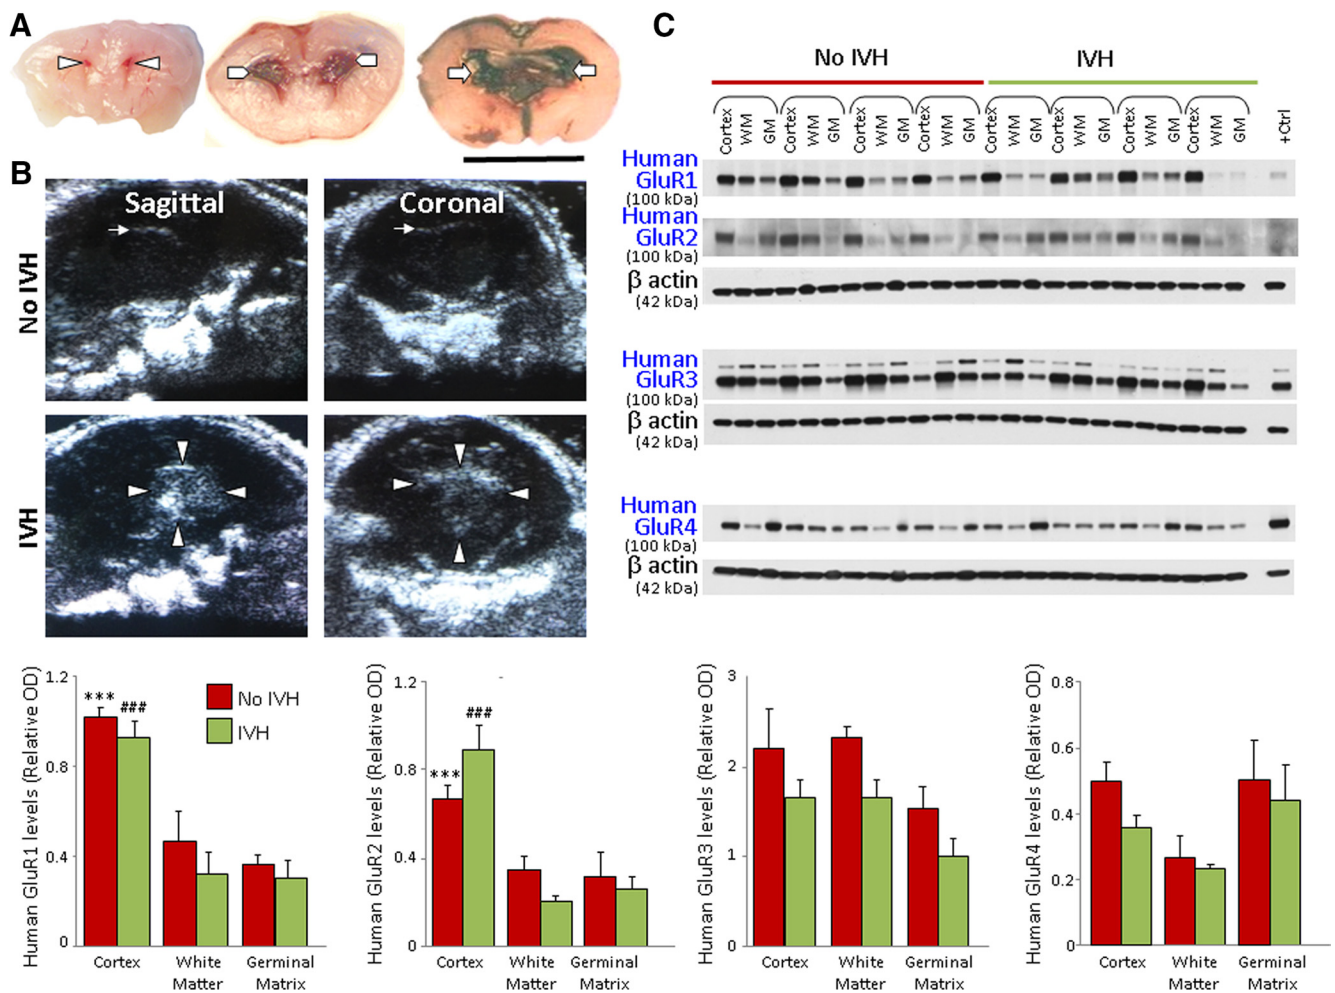 A
B
Sagittal
Coronal
No IVH
IVH
C
No IVH
IVH
Cortex WM GM Cortex WM GM Cortex WM GM Cortex WM GM Cortex WM GM Cortex WM GM Cortex WM GM Cortex WM GM +Ctrl
Human
GluR1
(100 kDa)
Human
GluR2
(100 kDa)
β actin
(42 kDa)
Human
GluR3
(100 kDa)
β actin
(42 kDa)
Human
GluR4
(100 kDa)
β actin
(42 kDa)
Human GluR1 levels (Relative OD)
1.2
0.8
0.4
0
*** ###
No IVH
IVH
Cortex White Germinal
Matter Matrix
Human GluR2 levels (Relative OD)
1.2
0.8
0.4
0
*** ###
Cortex White Germinal
Matter Matrix
Human GluR3 levels (Relative OD)
3
2
1
0
Cortex White Germinal
Matter Matrix
Human GluR4 levels (Relative OD)
0.8
0.6
0.4
0.2
0
Cortex White Germinal
Matter Matrix